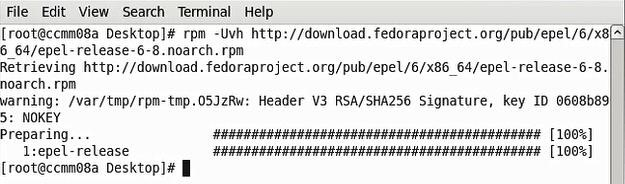 File Edit View Search Terminal Help
[root@ccmm08a Desktop]# rpm -Uvh http://download.fedoraproject.org/pub/epel/6/x8
6_64/epel-release-6-8.noarch.rpm
Retrieving http://download.fedoraproject.org/pub/epel/6/x86_64/epel-release-6-8.
noarch.rpm
warning: /var/tmp/rpm-tmp.O5JzRw: Header V3 RSA/SHA256 Signature, key ID 0608b89
5: NOKEY
Preparing... ########################################### [100%]
1:epel-release ########################################### [100%]
[root@ccmm08a Desktop]#